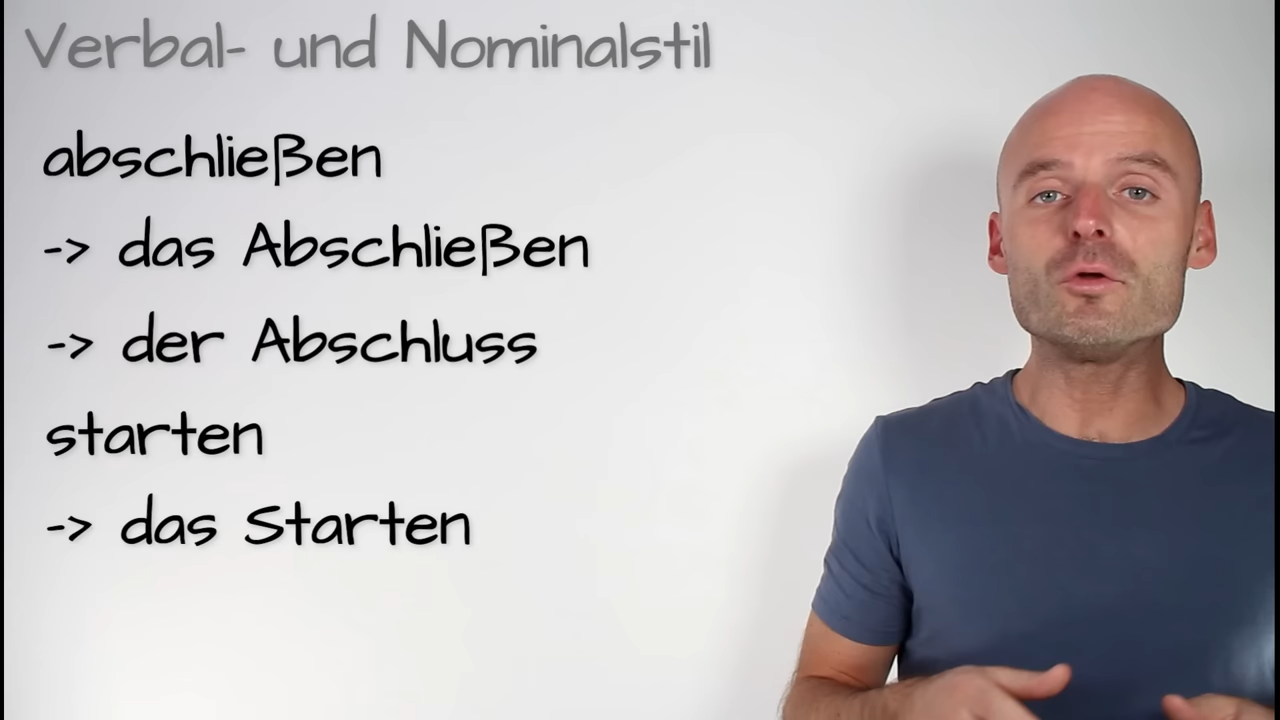 Verbal- und Nominalstil
abschließen
-> das Abschließen
-> der Abschluss
starten
-> das Starten